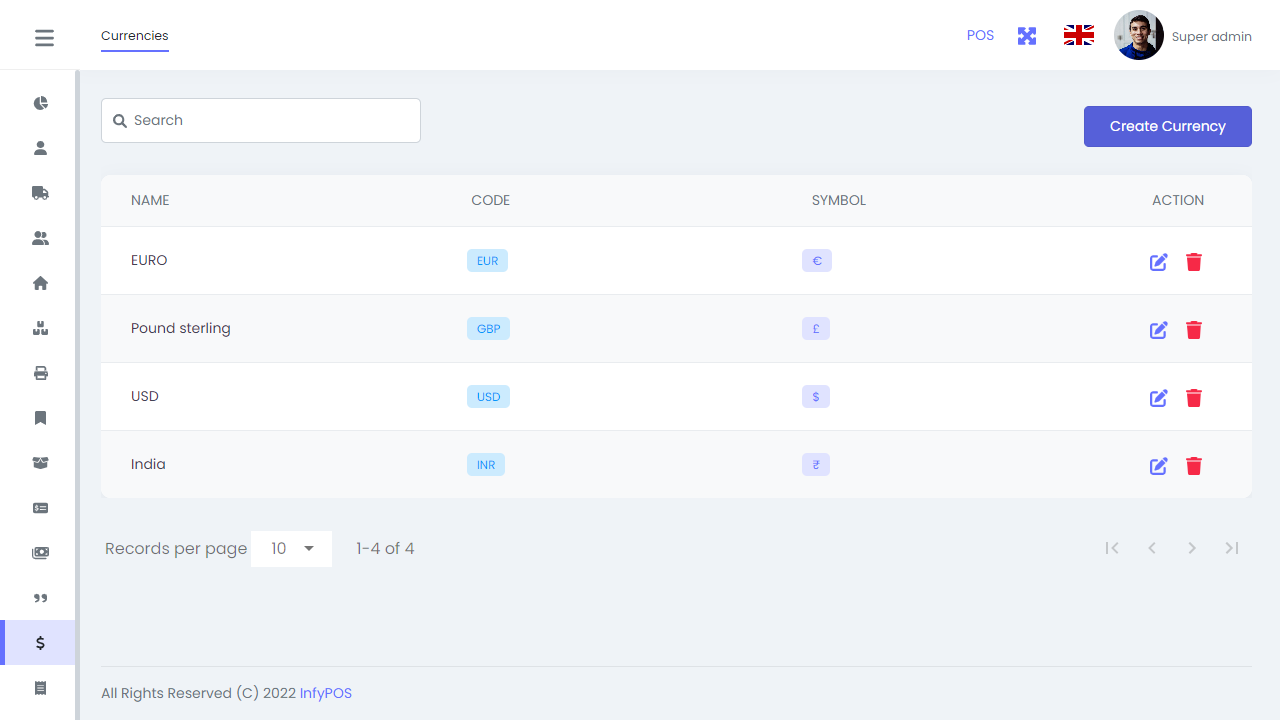 Currencies
POS
Super admin
Search
Create Currency
NAME CODE SYMBOL ACTION
EURO EUR €
Pound sterling GBP £
USD USD $
India INR ₹
Records per page 10 1-4 of 4
All Rights Reserved (C) 2022 InfyPOS